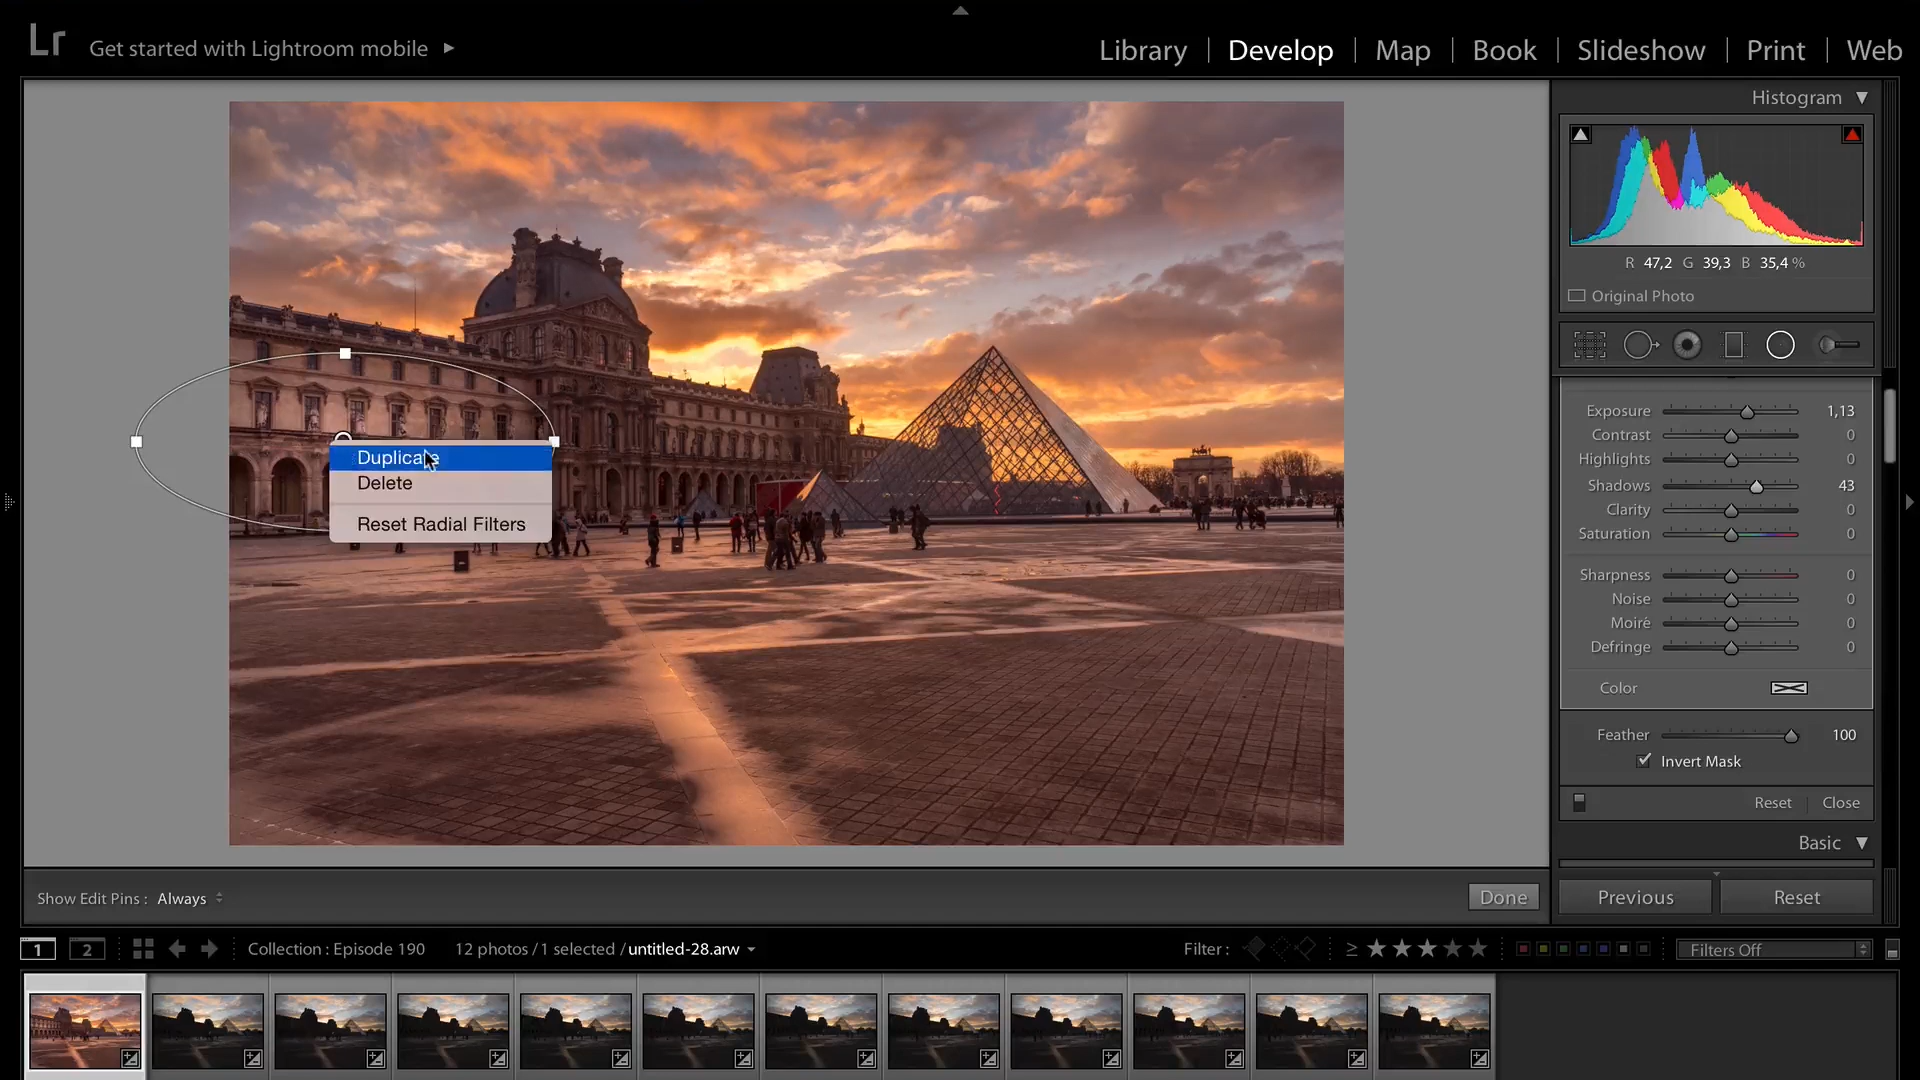 Lr Get started with Lightroom mobile
Library | Develop | Map | Book | Slideshow | Print | Web
Histogram
R 47,2 G 39,3 B 35,4 %
Original Photo
Exposure 1,13
Contrast 0
Highlights 0
Shadows 43
Clarity 0
Saturation 0
Sharpness 0
Noise 0
Moiré 0
Defringe 0
Color
Feather 100
Invert Mask
Reset | Close
Basic
Previous Reset
Duplicate
Delete
Reset Radial Filters
Show Edit Pins : Always
Done
1 2 Collection : Episode 190 12 photos / 1 selected / untitled-28.arw
Filter : ≥ ★★★★★ Filters Off